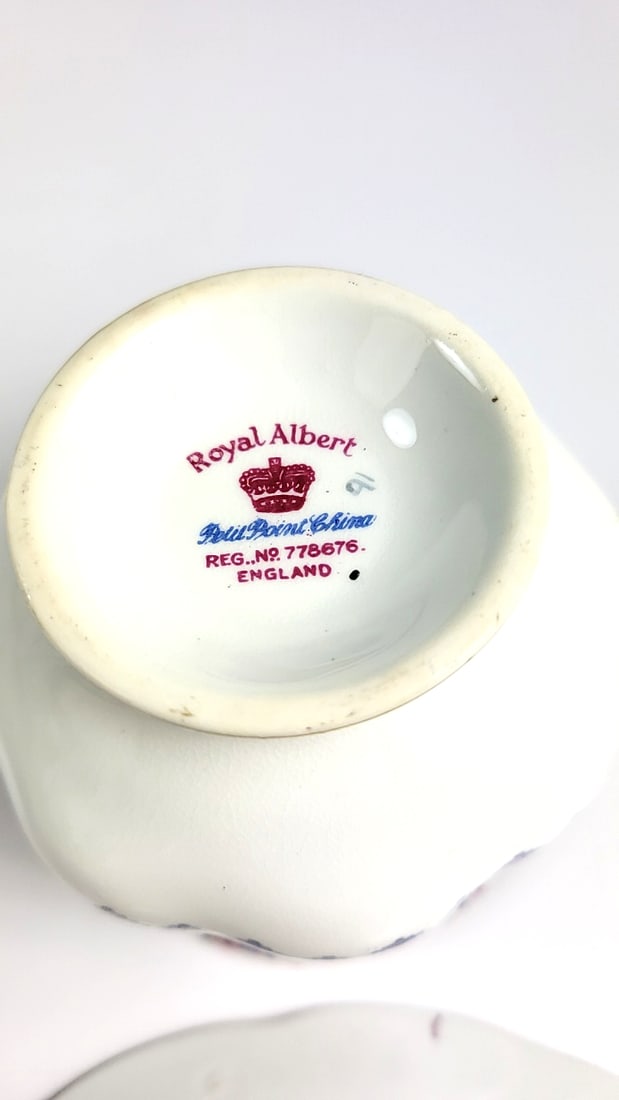 Royal Albert
Petit Point China
REG..No 778676.
ENGLAND